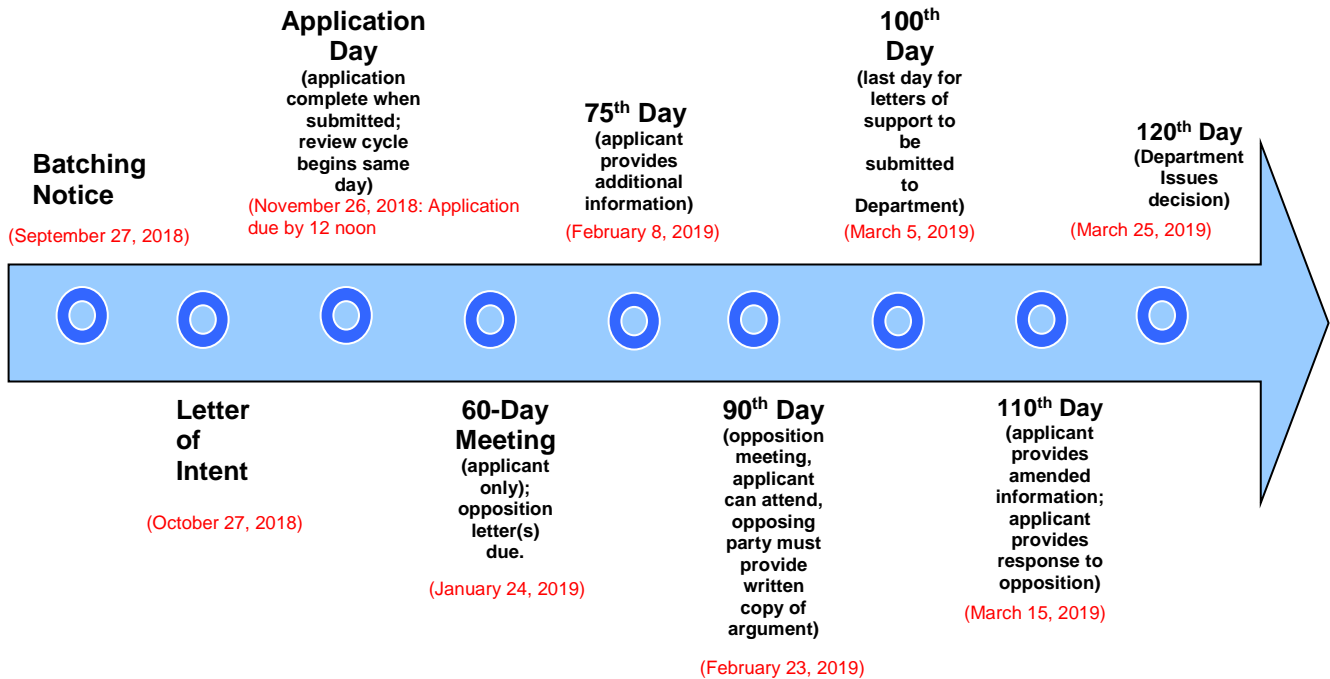 Batching
Notice
(September 27, 2018)
Letter
of
Intent
(October 27, 2018)
Application
Day
(application
complete when
submitted;
review cycle
begins same
day)
(November 26, 2018: Application
due by 12 noon
60-Day
Meeting
(applicant
only);
opposition
letter(s)
due.
(January 24, 2019)
75th Day
(applicant
provides
additional
information)
(February 8, 2019)
90th Day
(opposition
meeting,
applicant
can attend,
opposing
party must
provide
written
copy of
argument)
(February 23, 2019)
100th
Day
(last day for
letters of
support to
be
submitted
to
Department)
(March 5, 2019)
110th Day
(applicant
provides
amended
information;
applicant
provides
response to
opposition)
(March 15, 2019)
120th Day
(Department
Issues
decision)
(March 25, 2019)